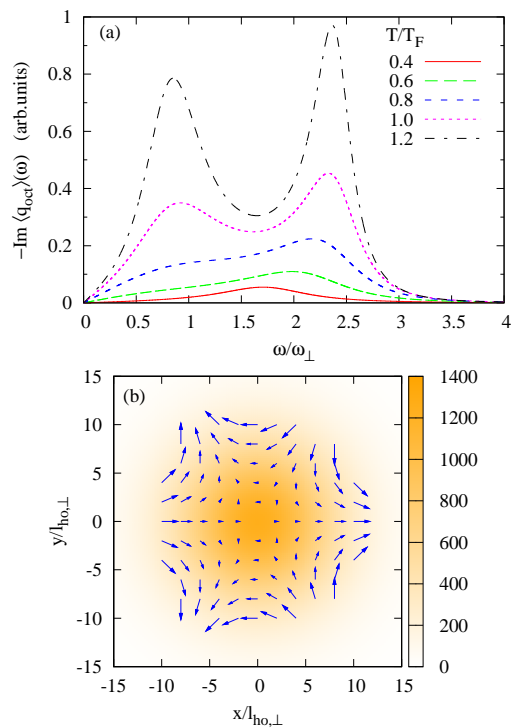 (a)
T/T_F
0.4
0.6
0.8
1.0
1.2
−Im ⟨q_oct⟩(ω) (arb.units)
1
0.8
0.6
0.4
0.2
0
0 0.5 1 1.5 2 2.5 3 3.5 4
ω/ω_⊥
(b)
y/l_ho,⊥
15
10
5
0
-5
-10
-15
-15 -10 -5 0 5 10 15
x/l_ho,⊥
1400
1200
1000
800
600
400
200
0